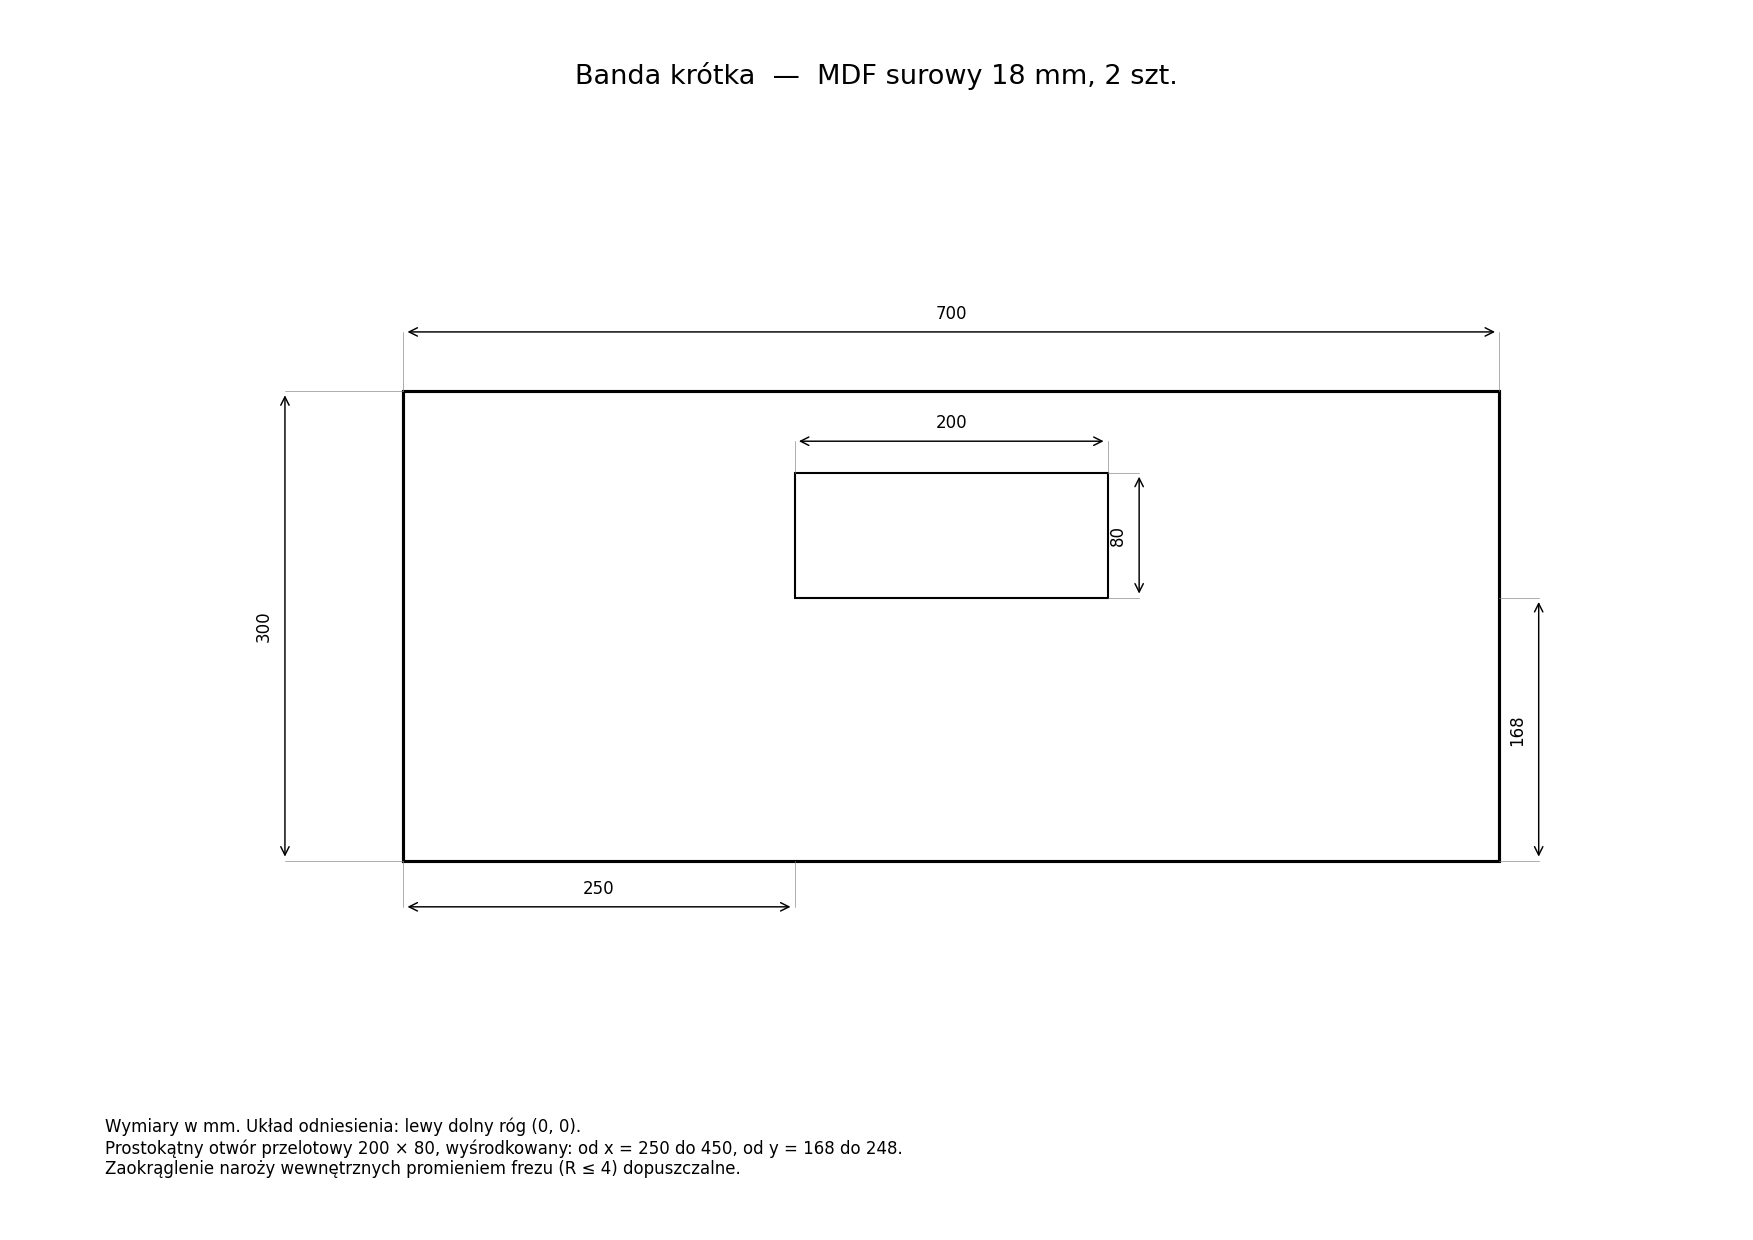 Banda krótka — MDF surowy 18 mm, 2 szt.
700
200
80
300
168
250
Wymiary w mm. Układ odniesienia: lewy dolny róg (0, 0).
Prostokątny otwór przelotowy 200 × 80, wyśrodkowany: od x = 250 do 450, od y = 168 do 248.
Zaokrąglenie naroży wewnętrznych promieniem frezu (R ≤ 4) dopuszczalne.